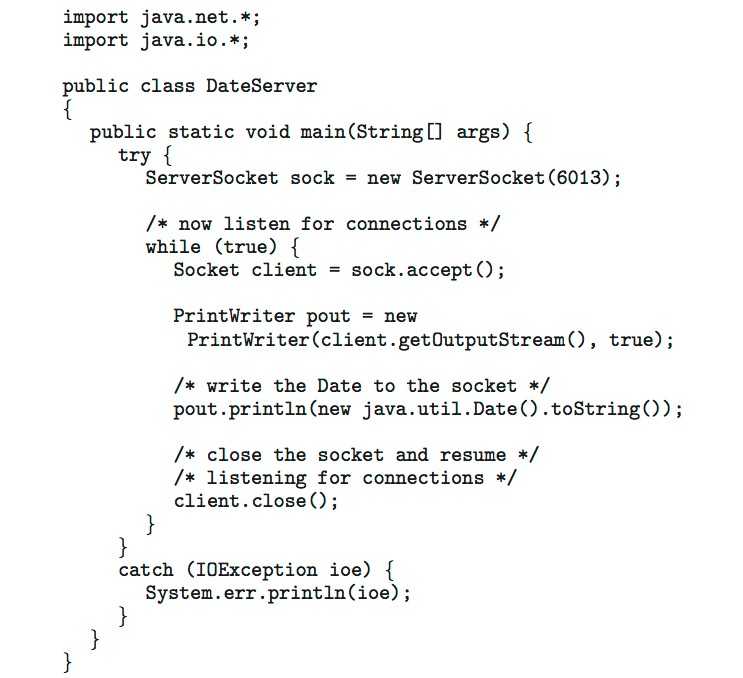 import java.net.*;
import java.io.*;
public class DateServer
{
public static void main(String[] args) {
try {
ServerSocket sock = new ServerSocket(6013);
/* now listen for connections */
while (true) {
Socket client = sock.accept();
PrintWriter pout = new
PrintWriter(client.getOutputStream(), true);
/* write the Date to the socket */
pout.println(new java.util.Date().toString());
/* close the socket and resume */
/* listening for connections */
client.close();
}
}
catch (IOException ioe) {
System.err.println(ioe);
}
}
}